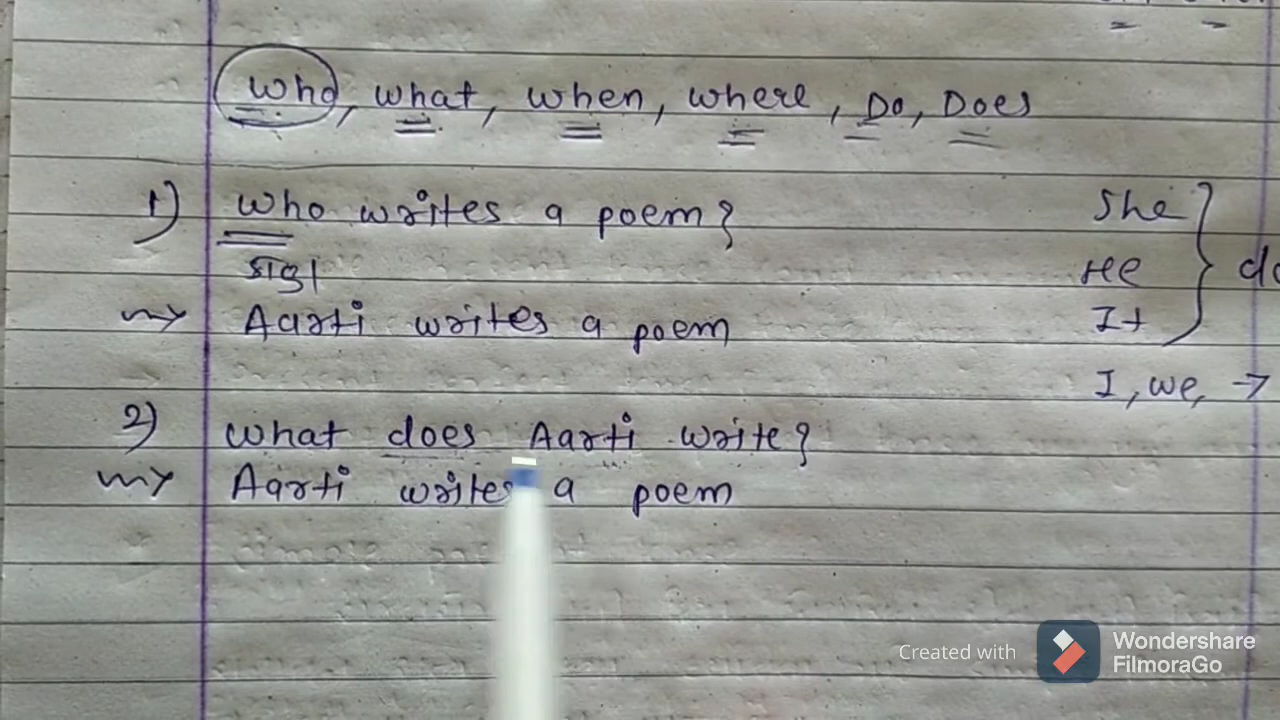 Who, what, when, where, Do, Does
1) Who writes a poem?
She
He
It
Aarti writes a poem
I, we, →
2) What does Aarti write?
Aarti writes a poem
Created with Wondershare FilmoraGo